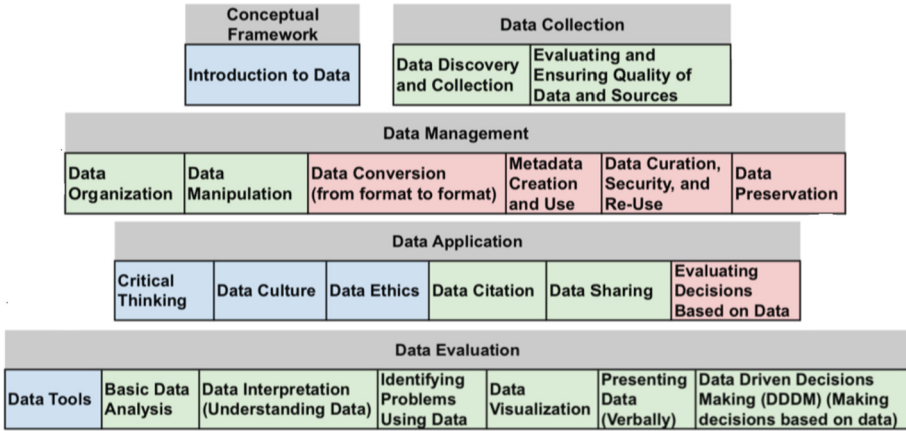 Conceptual
Framework
Introduction to Data
Data Collection
Data Discovery
and Collection
Evaluating and
Ensuring Quality of
Data and Sources
Data Management
Data
Organization
Data
Manipulation
Data Conversion
(from format to format)
Metadata
Creation
and Use
Data Curation,
Security, and
Re-Use
Data
Preservation
Data Application
Critical
Thinking
Data Culture
Data Ethics
Data Citation
Data Sharing
Evaluating
Decisions
Based on Data
Data Evaluation
Data Tools
Basic Data
Analysis
Data Interpretation
(Understanding Data)
Identifying
Problems
Using Data
Data
Visualization
Presenting
Data
(Verbally)
Data Driven Decisions
Making (DDDM) (Making
decisions based on data)